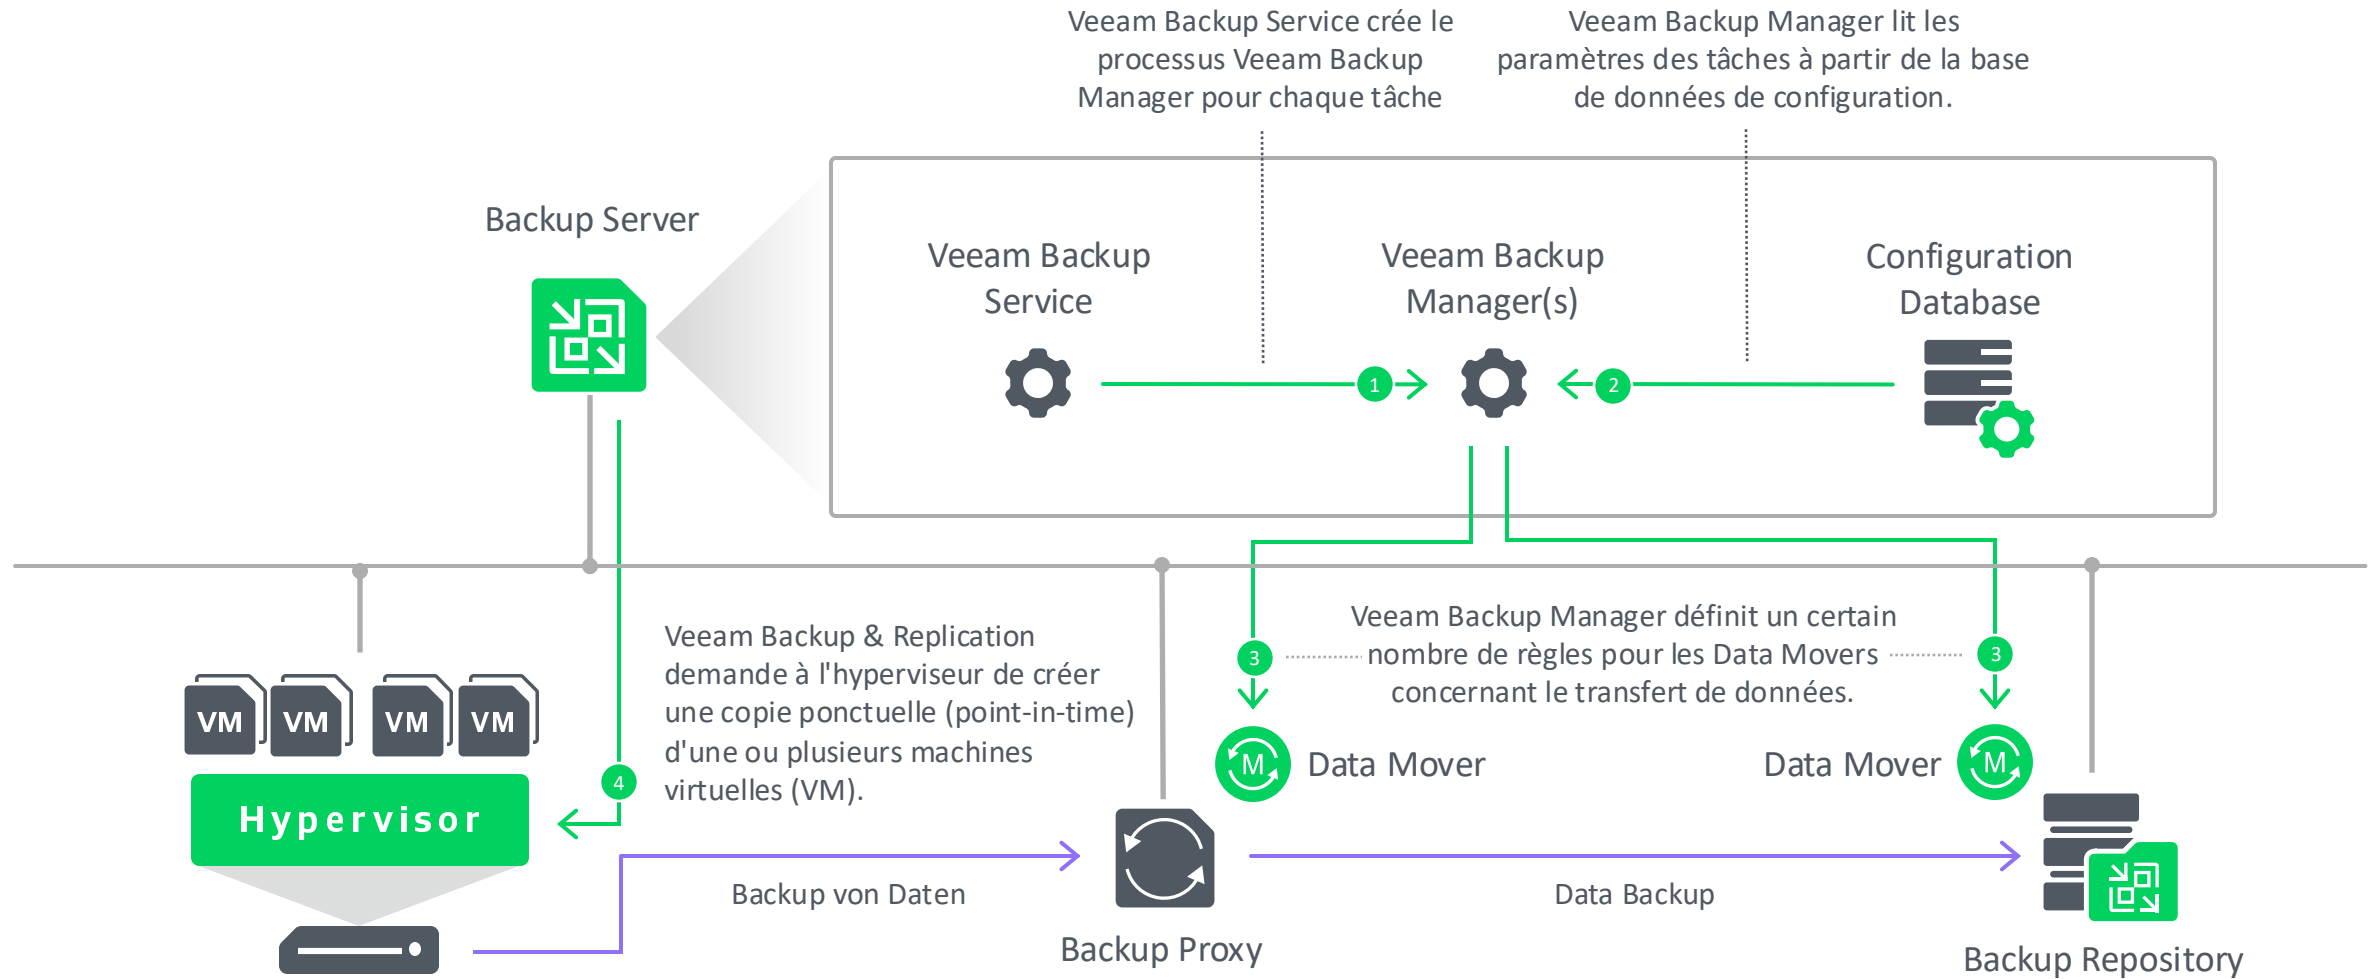 Veeam Backup Service crée le
processus Veeam Backup
Manager pour chaque tâche
Veeam Backup Manager lit les
paramètres des tâches à partir de la base
de données de configuration.
Backup Server
Veeam Backup
Service
Veeam Backup
Manager(s)
Configuration
Database
1
2
Veeam Backup & Replication
demande à l'hyperviseur de créer
une copie ponctuelle (point-in-time)
d'une ou plusieurs machines
virtuelles (VM).
4
3
Veeam Backup Manager définit un certain
nombre de règles pour les Data Movers
concernant le transfert de données.
3
VM
VM
VM
VM
Hypervisor
M
Data Mover
Data Mover
M
Backup von Daten
Data Backup
Backup Proxy
Backup Repository